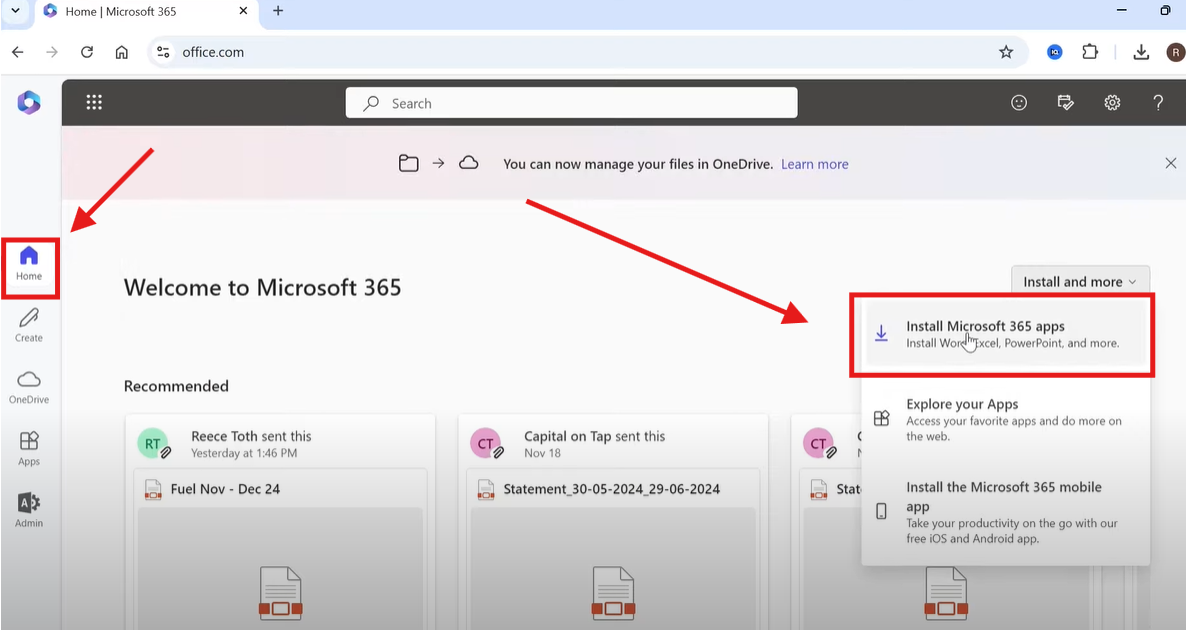 Home | Microsoft 365
office.com
R
Search
?
You can now manage your files in OneDrive. Learn more
Home
Create
OneDrive
Apps
Admin
Welcome to Microsoft 365
Install and more
Install Microsoft 365 apps
Install Word, Excel, PowerPoint, and more.
Explore your Apps
Access your favorite apps and do more on
the web.
Install the Microsoft 365 mobile
app
Take your productivity on the go with our
free iOS and Android app.
Recommended
RT
Reece Toth sent this
Yesterday at 1:46 PM
Fuel Nov - Dec 24
CT
Capital on Tap sent this
Nov 18
Statement_30-05-2024_29-06-2024
CT
Stat